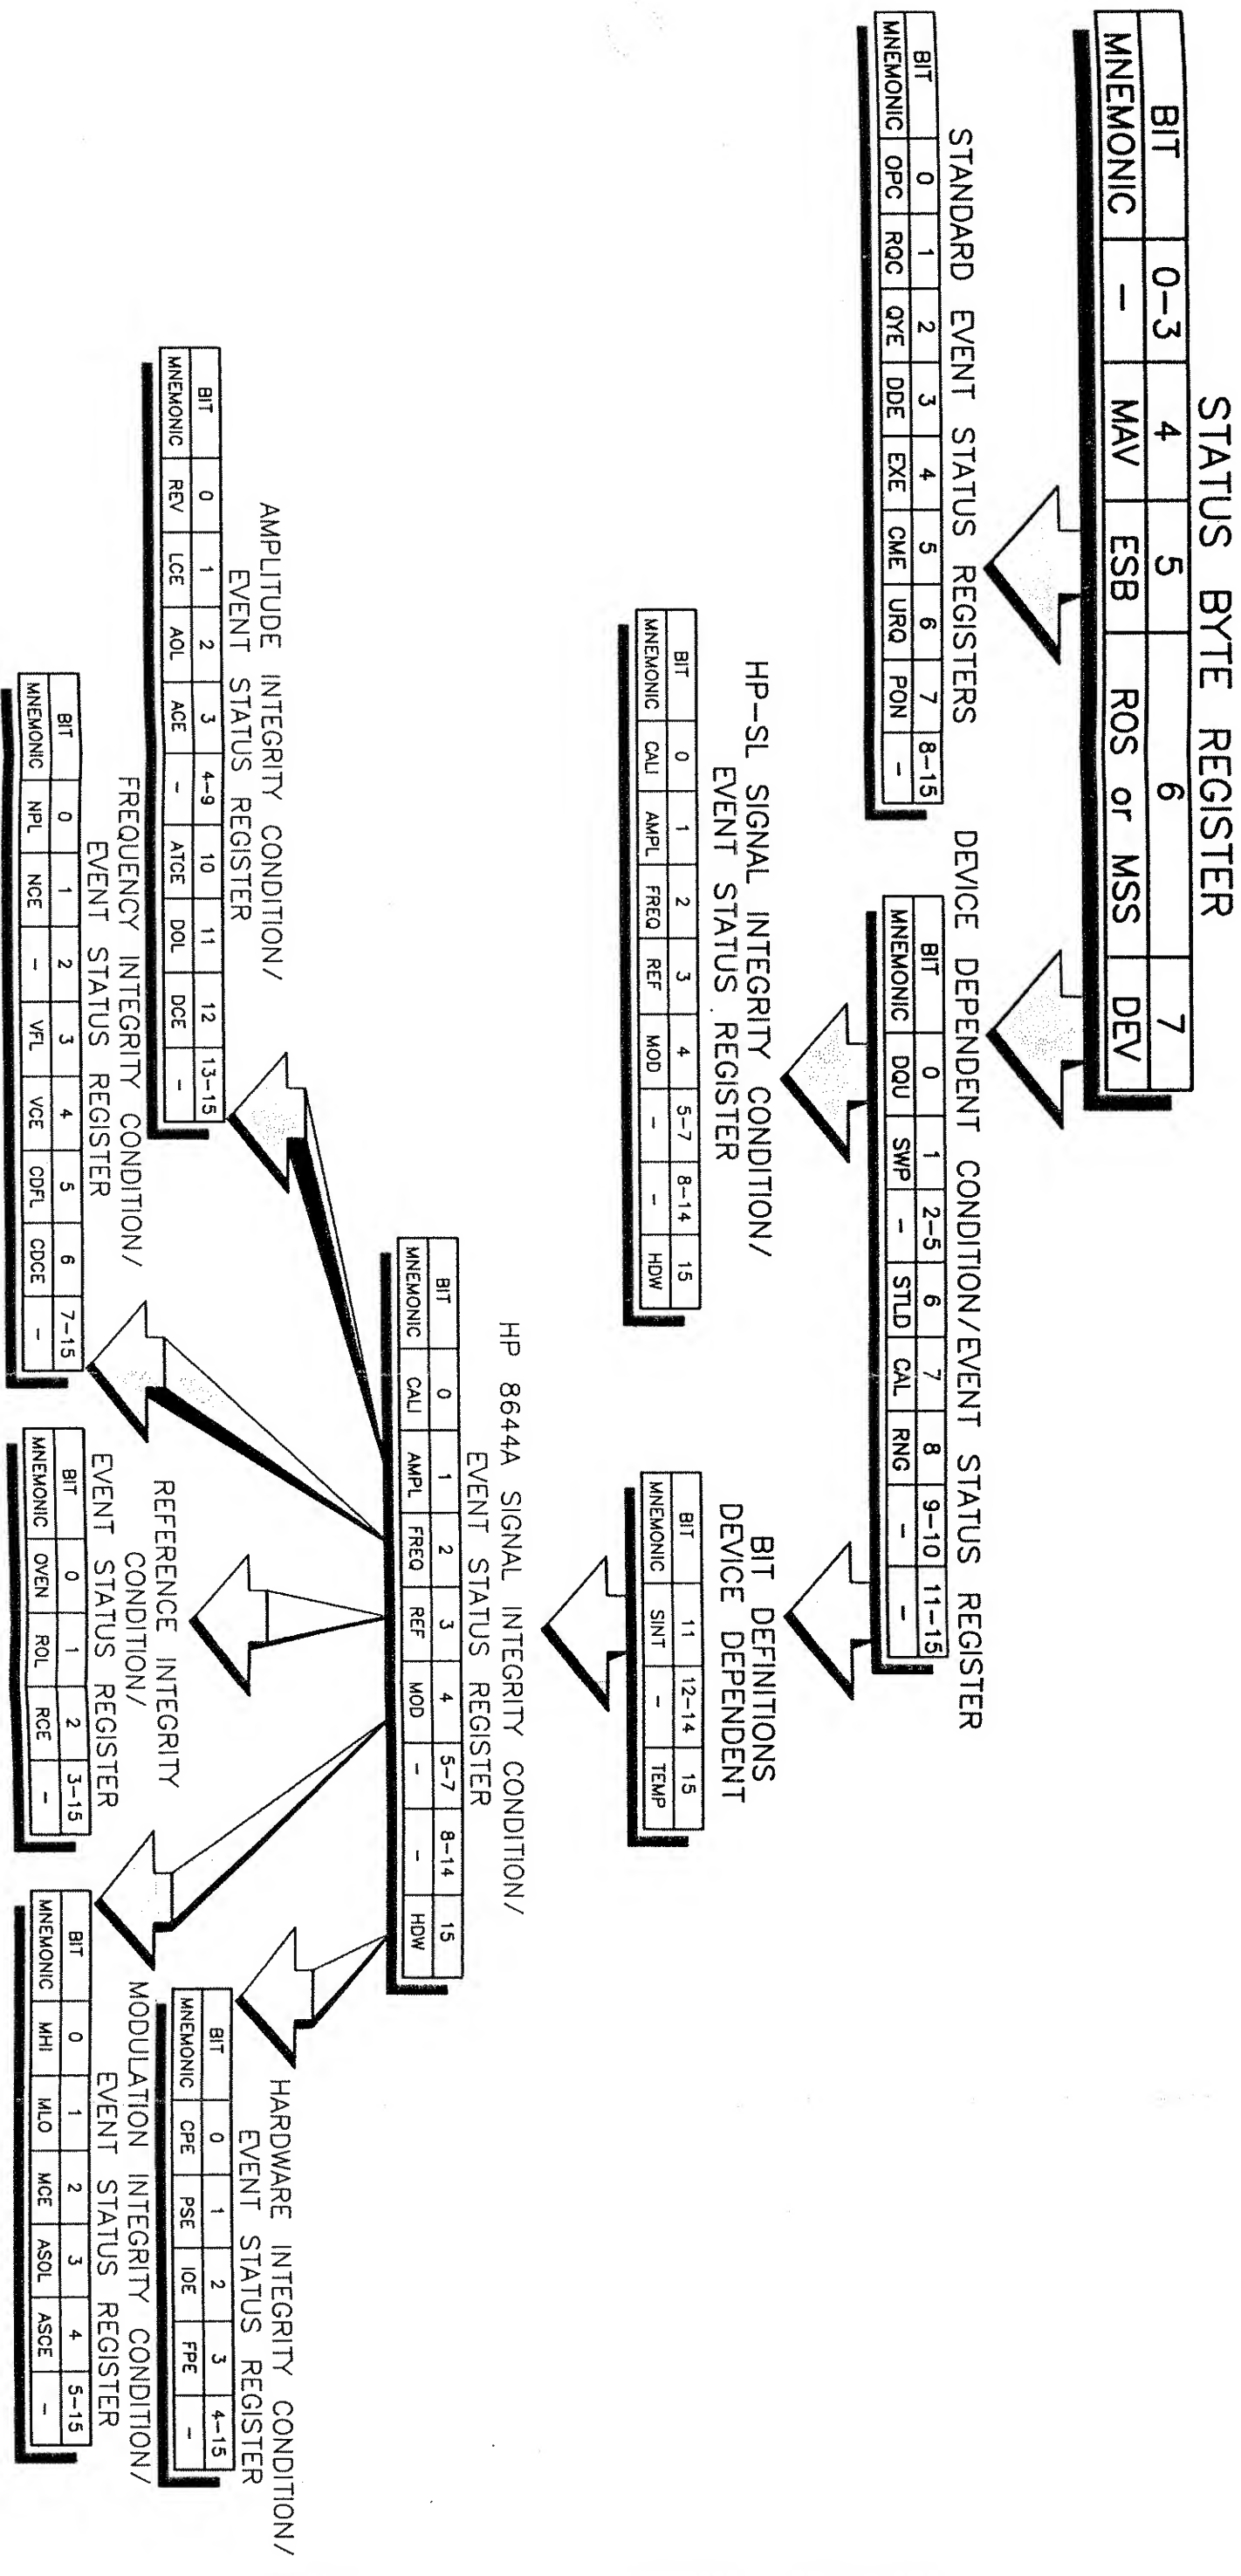 STATUS BYTE REGISTER
BIT 0-3 4 5 6 7
MNEMONIC - MAV ESB ROS or MSS DEV
STANDARD EVENT STATUS REGISTERS
BIT 0 1 2 3 4 5 6 7 8-15
MNEMONIC OPC RQC QYE DDE EXE CME URQ PON -
DEVICE DEPENDENT CONDITION/EVENT STATUS REGISTER
BIT 0 1 2-5 6 7 8 9-10 11-15
MNEMONIC DQU SWP - STLD CAL RNG - -
HP-SL SIGNAL INTEGRITY CONDITION/
EVENT STATUS REGISTER
BIT 0 1 2 3 4 5-7 8-14 15
MNEMONIC CALI AMPL FREQ REF MOD - - HDW
BIT DEFINITIONS
DEVICE DEPENDENT
BIT 11 12-14 15
MNEMONIC SINT - TEMP
HP 8644A SIGNAL INTEGRITY CONDITION/
EVENT STATUS REGISTER
BIT 0 1 2 3 4 5-7 8-14 15
MNEMONIC CALI AMPL FREQ REF MOD - - HDW
AMPLITUDE INTEGRITY CONDITION/
EVENT STATUS REGISTER
BIT 0 1 2 3 4-9 10 11 12 13-15
MNEMONIC REV LCE AOL ACE - ATCE DOL DCE -
HARDWARE INTEGRITY CONDITION/
EVENT STATUS REGISTER
BIT 0 1 2 3 4-15
MNEMONIC CPE PSE IOE FPE -
FREQUENCY INTEGRITY CONDITION/
EVENT STATUS REGISTER
BIT 0 1 2 3 4 5 6 7-15
MNEMONIC NPL NCE - VFL VCE CDFL CDCE -
REFERENCE INTEGRITY
CONDITION/
EVENT STATUS REGISTER
BIT 0 1 2 3-15
MNEMONIC OVEN ROL RCE -
MODULATION INTEGRITY CONDITION/
EVENT STATUS REGISTER
BIT 0 1 2 3 4 5-15
MNEMONIC MHI MLO MCE ASOL ASCE -